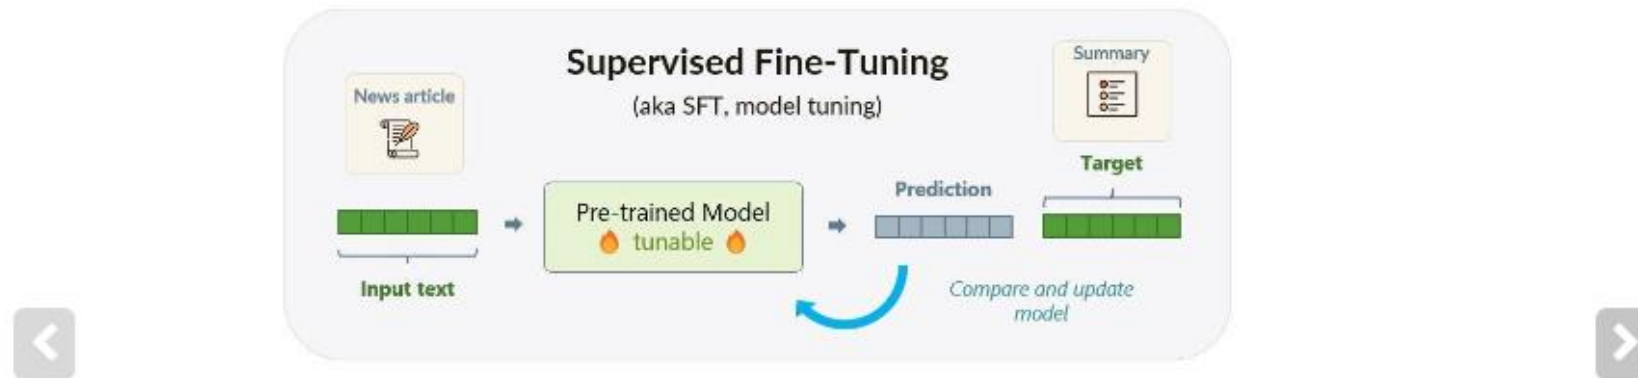 Supervised Fine-Tuning
(aka SFT, model tuning)
News article
Summary
Target
Prediction
Pre-trained Model
tunable
Input text
Compare and update
model